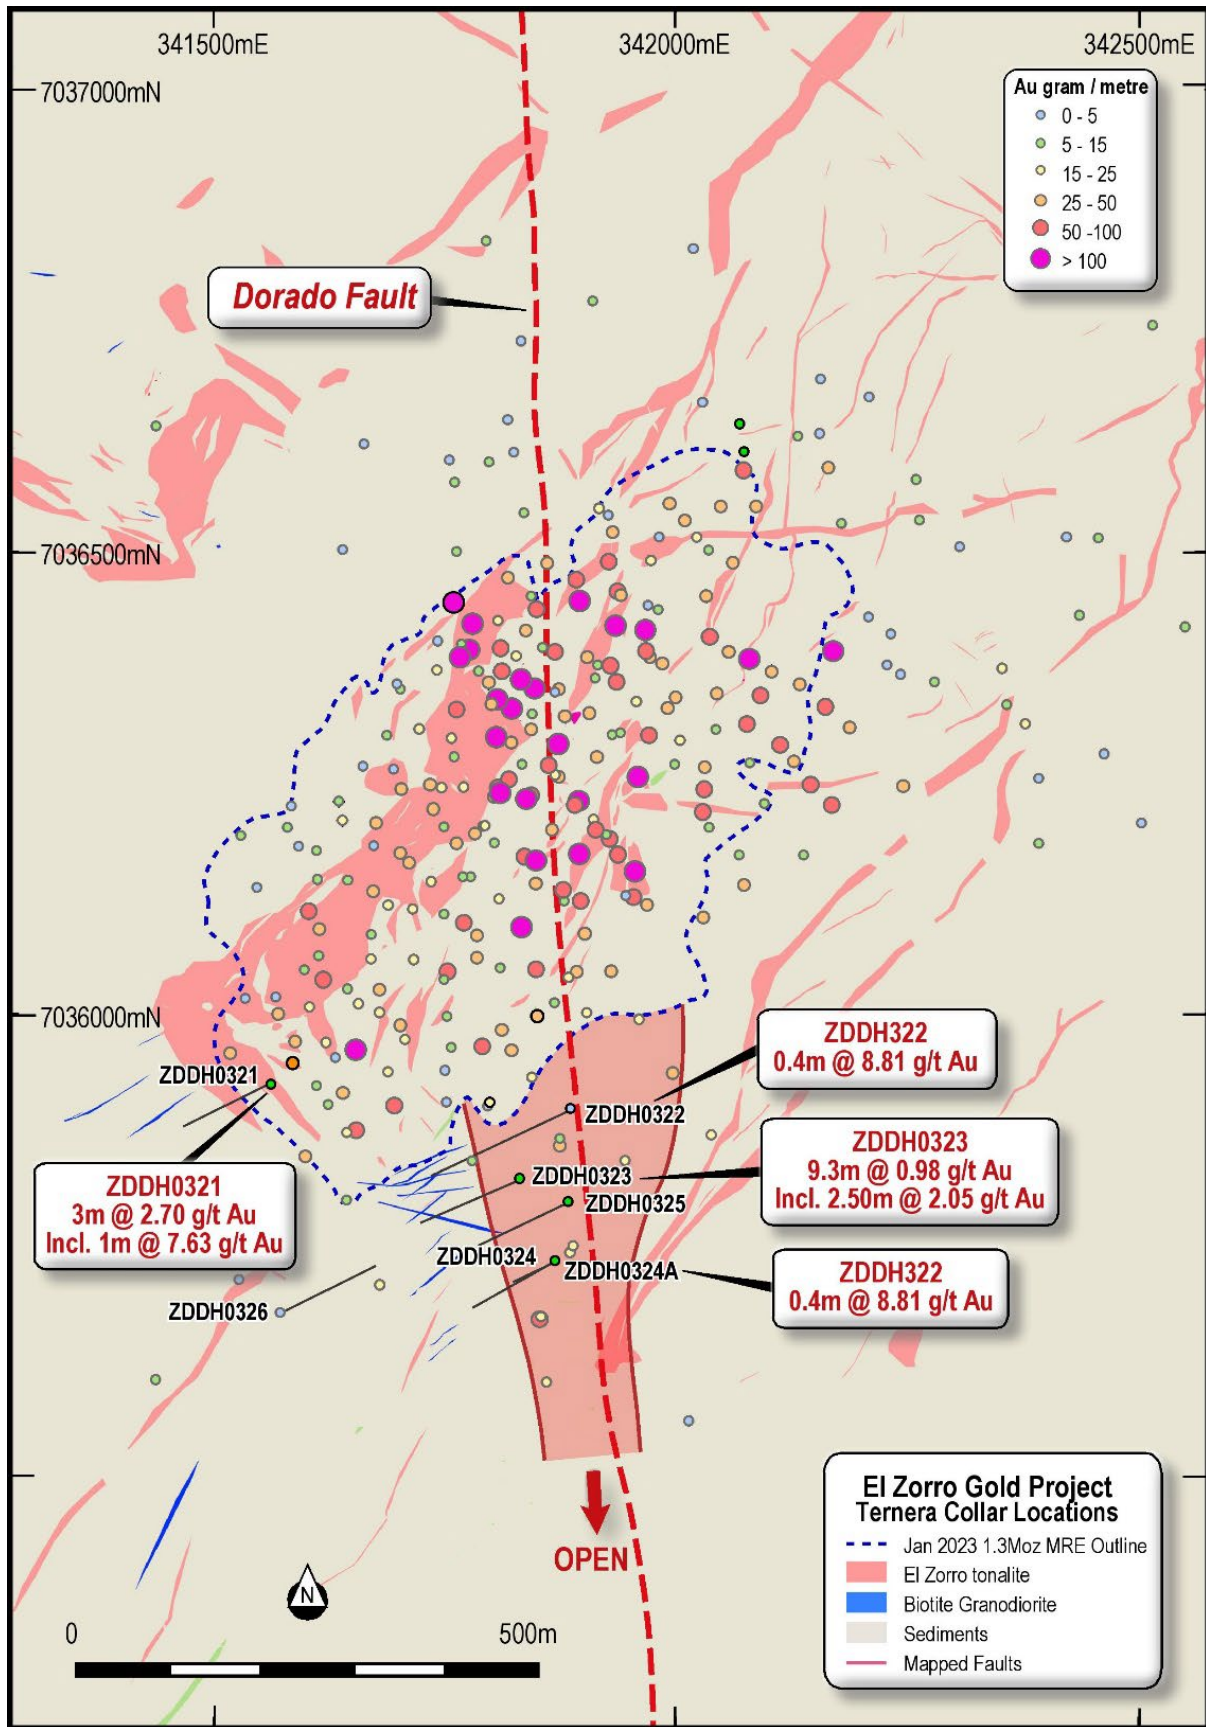 341500mE
342000mE
342500mE
7037000mN
Au gram / metre
0 - 5
5 - 15
15 - 25
25 - 50
50 -100
> 100
Dorado Fault
7036500mN
7036000mN
ZDDH322
0.4m @ 8.81 g/t Au
ZDDH0321
ZDDH0322
ZDDH0323
9.3m @ 0.98 g/t Au
Incl. 2.50m @ 2.05 g/t Au
ZDDH0323
ZDDH0321
3m @ 2.70 g/t Au
Incl. 1m @ 7.63 g/t Au
ZDDH0325
ZDDH0324
ZDDH0324A
ZDDH322
0.4m @ 8.81 g/t Au
ZDDH0326
OPEN
El Zorro Gold Project
Ternera Collar Locations
Jan 2023 1.3Moz MRE Outline
El Zorro tonalite
Biotite Granodiorite
Sediments
Mapped Faults
N
0
500m